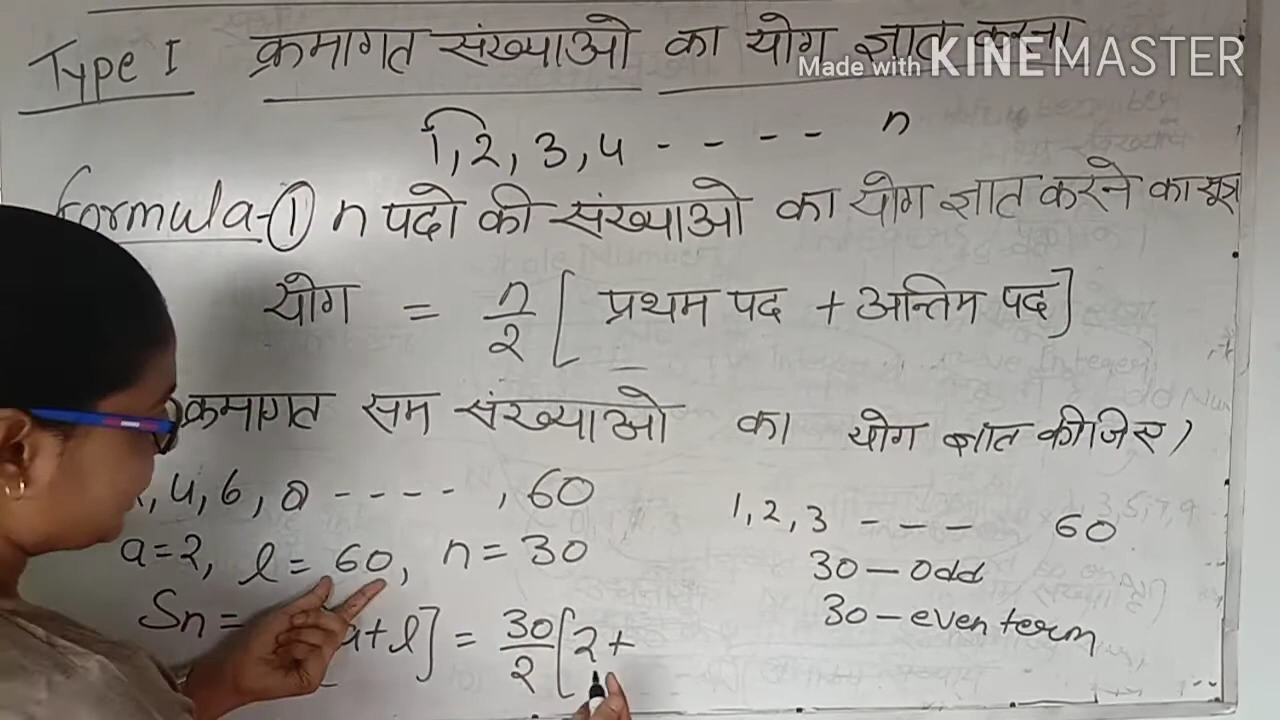 Type I क्रमागत संख्याओ का योग ज्ञात करना
Made with KINEMASTER
1, 2, 3, 4 - - - - n
Formula-① n पदो की संख्याओ का योग ज्ञात करने का सूत्र
योग = n/2 [ प्रथम पद + अन्तिम पद ]
क्रमागत सम संख्याओ का योग ज्ञात कीजिए)
, 4, 6, 8 - - - - , 60
1, 2, 3 - - - 60
a=2, l = 60, n = 30
30 – odd
30 – even term
Sn = a+l] = 30/2 [2+